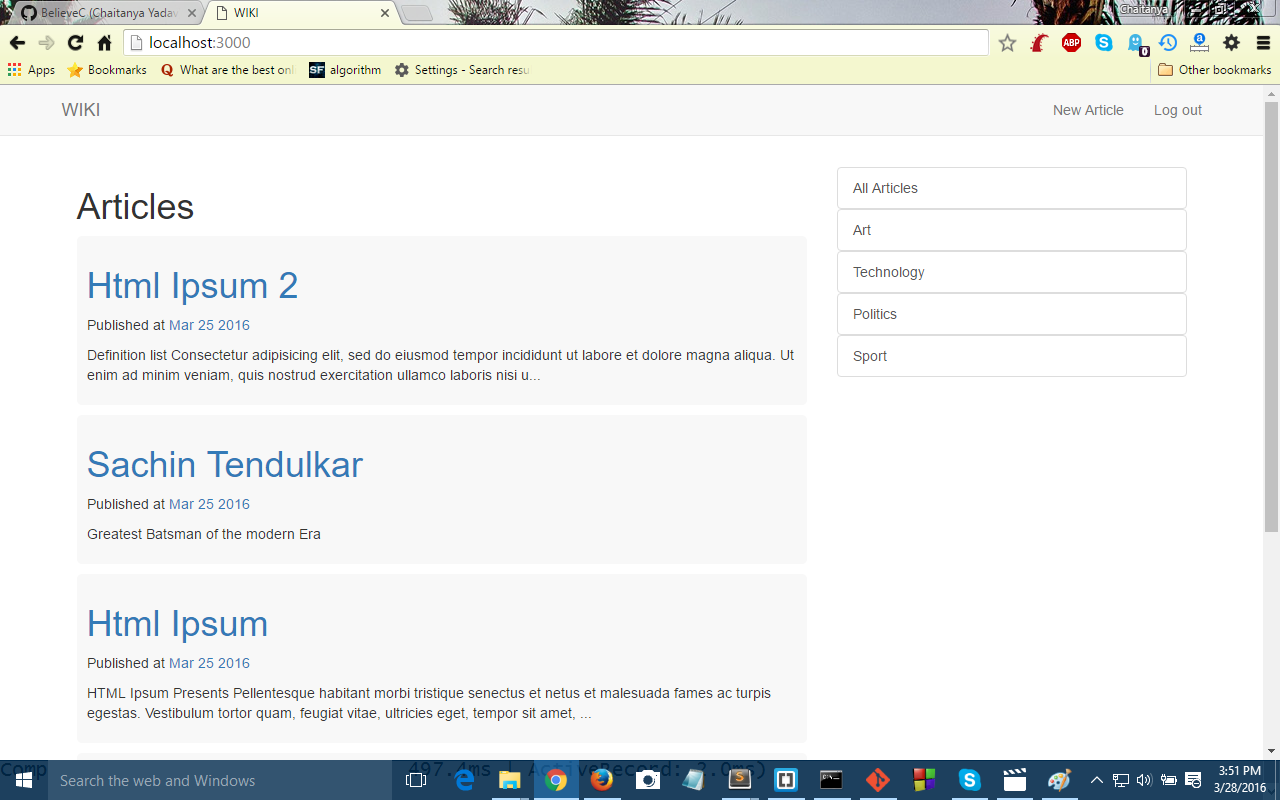 BelieveC (Chaitanya Yadav
WIKI
Chaitanya
localhost:3000
ABP
0
Apps
Bookmarks
What are the best onl
SF
algorithm
Settings - Search resu
Other bookmarks
WIKI
New Article
Log out
Articles
Html Ipsum 2
Published at Mar 25 2016
Definition list Consectetur adipisicing elit, sed do eiusmod tempor incididunt ut labore et dolore magna aliqua. Ut
enim ad minim veniam, quis nostrud exercitation ullamco laboris nisi u...
Sachin Tendulkar
Published at Mar 25 2016
Greatest Batsman of the modern Era
Html Ipsum
Published at Mar 25 2016
HTML Ipsum Presents Pellentesque habitant morbi tristique senectus et netus et malesuada fames ac turpis
egestas. Vestibulum tortor quam, feugiat vitae, ultricies eget, tempor sit amet, ...
All Articles
Art
Technology
Politics
Sport
Search the web and Windows
3:51 PM
3/28/2016